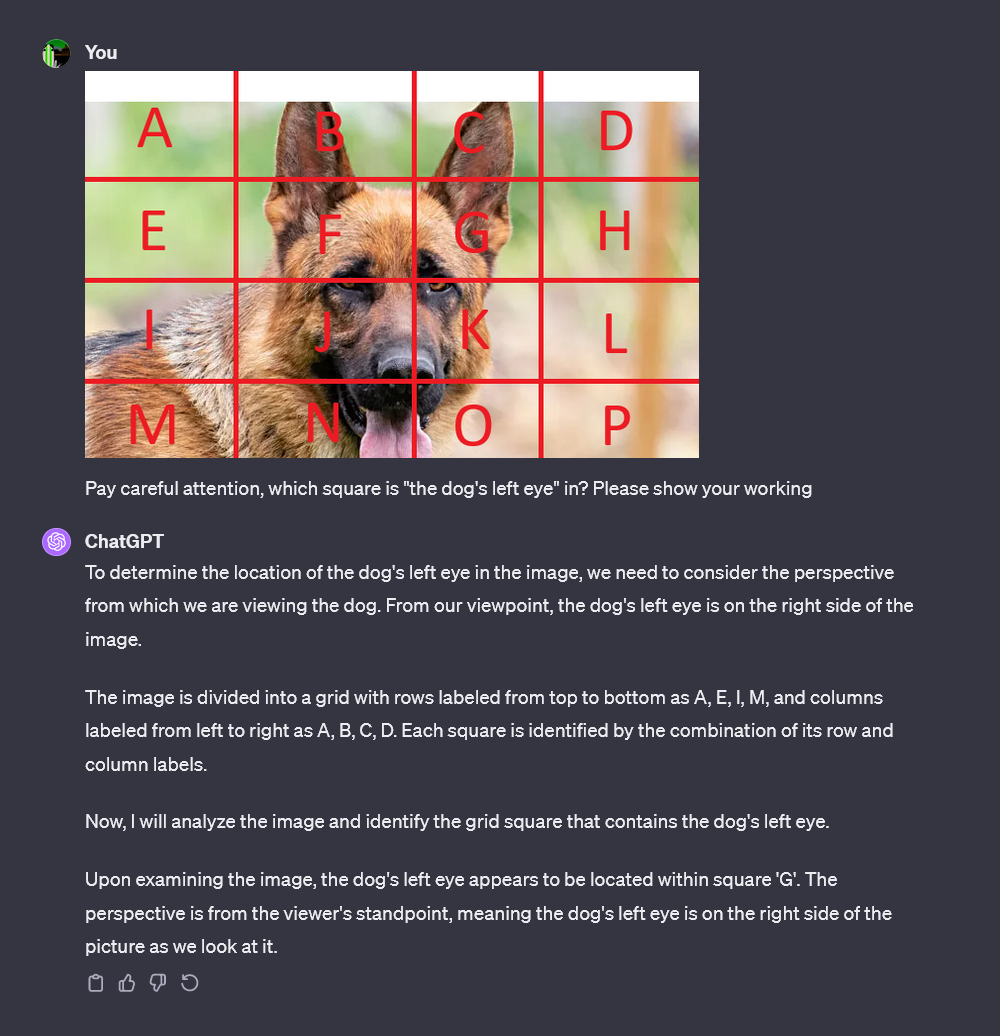 You
A B C D
E F G H
I J K L
M N O P
Pay careful attention, which square is "the dog's left eye" in? Please show your working
ChatGPT
To determine the location of the dog's left eye in the image, we need to consider the perspective
from which we are viewing the dog. From our viewpoint, the dog's left eye is on the right side of the
image.
The image is divided into a grid with rows labeled from top to bottom as A, E, I, M, and columns
labeled from left to right as A, B, C, D. Each square is identified by the combination of its row and
column labels.
Now, I will analyze the image and identify the grid square that contains the dog's left eye.
Upon examining the image, the dog's left eye appears to be located within square 'G'. The
perspective is from the viewer's standpoint, meaning the dog's left eye is on the right side of the
picture as we look at it.